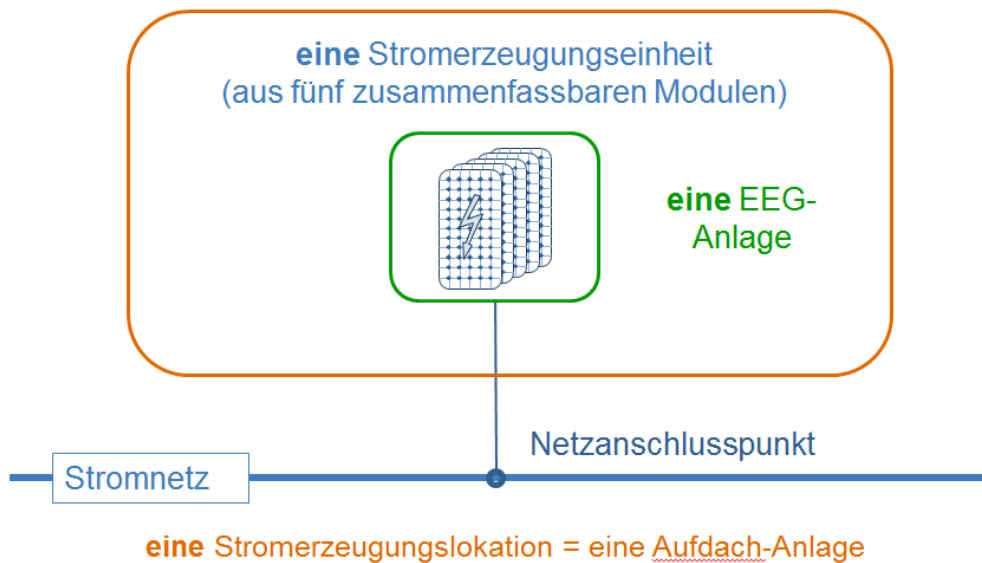 eine Stromerzeugungseinheit
(aus fünf zusammenfassbaren Modulen)
eine EEG-
Anlage
Netzanschlusspunkt
Stromnetz
eine Stromerzeugungslokation = eine Aufdach-Anlage